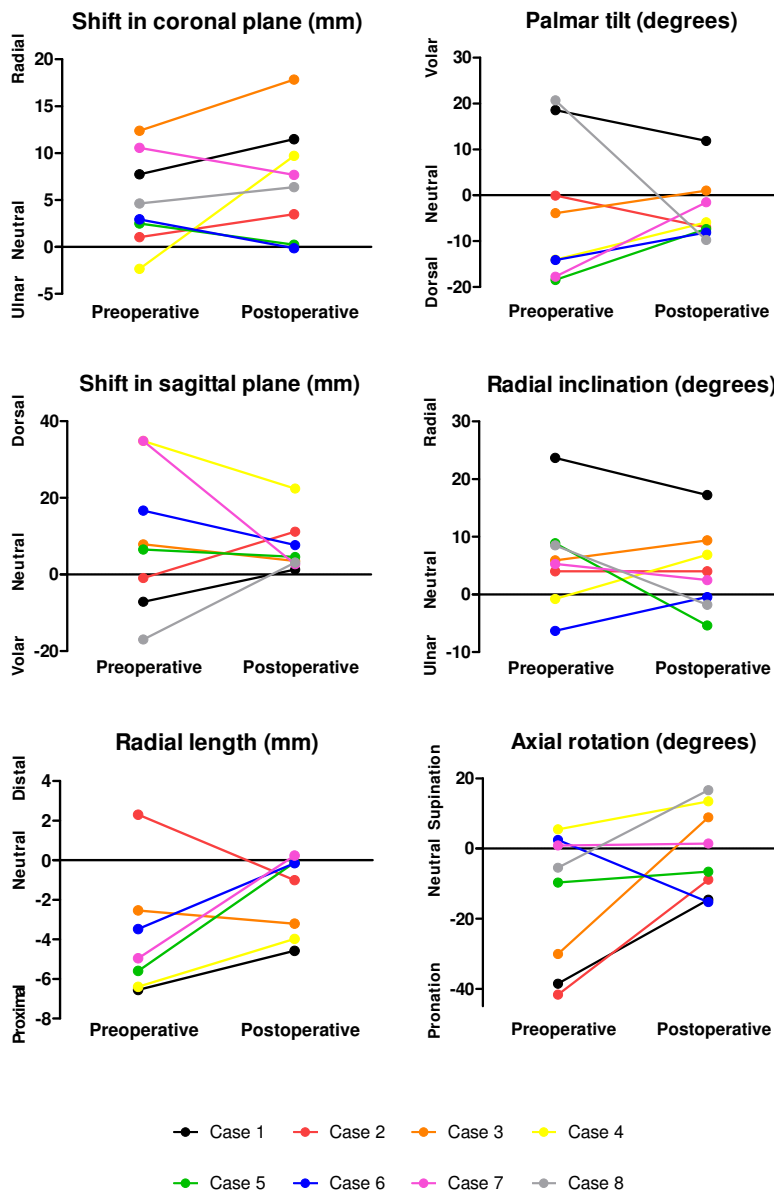 Shift in coronal plane (mm)
Radial
Neutral
Ulnar
20
15
10
5
0
-5
Preoperative Postoperative
Palmar tilt (degrees)
Volar
Neutral
Dorsal
30
20
10
0
-10
-20
Preoperative Postoperative
Shift in sagittal plane (mm)
Dorsal
Neutral
Volar
40
20
0
-20
Preoperative Postoperative
Radial inclination (degrees)
Radial
Neutral
Ulnar
30
20
10
0
-10
Preoperative Postoperative
Radial length (mm)
Distal
Neutral
Proximal
4
2
0
-2
-4
-6
-8
Preoperative Postoperative
Axial rotation (degrees)
Supination
Neutral
Pronation
20
0
-20
-40
Preoperative Postoperative
Case 1 Case 2 Case 3 Case 4
Case 5 Case 6 Case 7 Case 8